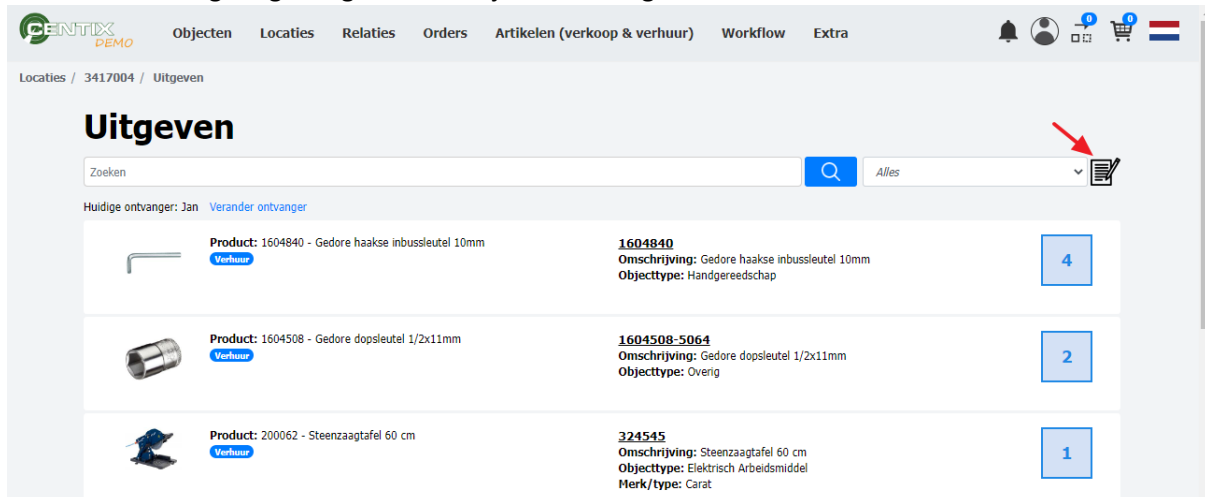 CENTIX
DEMO
Objecten Locaties Relaties Orders Artikelen (verkoop & verhuur) Workflow Extra
0 0
Locaties / 3417004 / Uitgeven
Uitgeven
Zoeken Alles
Huidige ontvanger: Jan Verander ontvanger
Product: 1604840 - Gedore haakse inbussleutel 10mm
Verhuur
1604840
Omschrijving: Gedore haakse inbussleutel 10mm
Objecttype: Handgereedschap
4
Product: 1604508 - Gedore dopsleutel 1/2x11mm
Verhuur
1604508-5064
Omschrijving: Gedore dopsleutel 1/2x11mm
Objecttype: Overig
2
Product: 200062 - Steenzaagtafel 60 cm
Verhuur
324545
Omschrijving: Steenzaagtafel 60 cm
Objecttype: Elektrisch Arbeidsmiddel
Merk/type: Carat
1